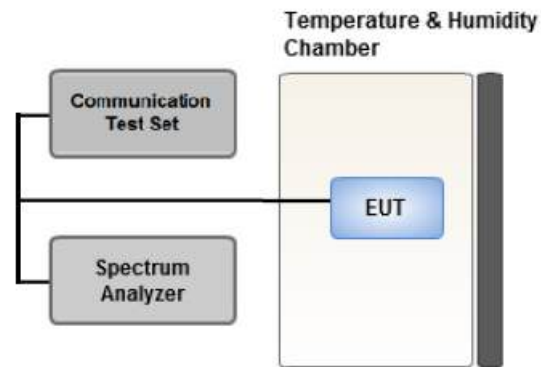 Temperature & Humidity
Chamber
Communication
Test Set
EUT
Spectrum
Analyzer